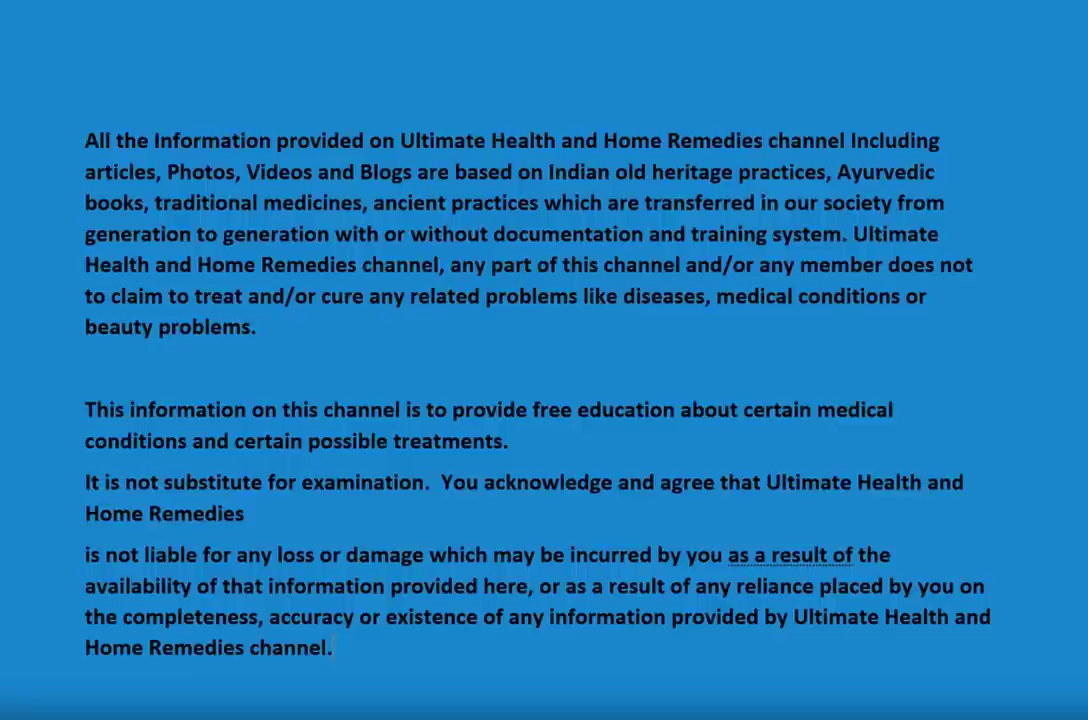 All the Information provided on Ultimate Health and Home Remedies channel Including
articles, Photos, Videos and Blogs are based on Indian old heritage practices, Ayurvedic
books, traditional medicines, ancient practices which are transferred in our society from
generation to generation with or without documentation and training system. Ultimate
Health and Home Remedies channel, any part of this channel and/or any member does not
to claim to treat and/or cure any related problems like diseases, medical conditions or
beauty problems.
This information on this channel is to provide free education about certain medical
conditions and certain possible treatments.
It is not substitute for examination.  You acknowledge and agree that Ultimate Health and
Home Remedies
is not liable for any loss or damage which may be incurred by you as a result of the
availability of that information provided here, or as a result of any reliance placed by you on
the completeness, accuracy or existence of any information provided by Ultimate Health and
Home Remedies channel.